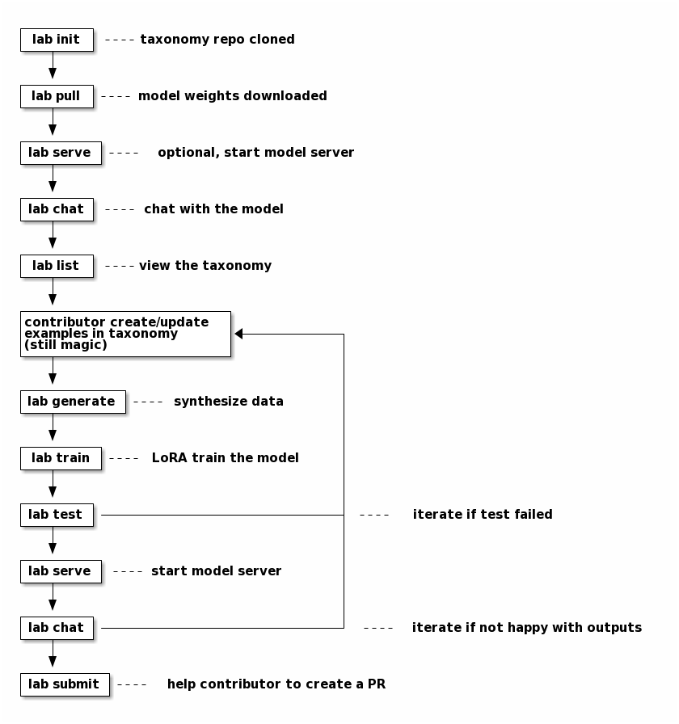 lab init ---- taxonomy repo cloned
lab pull ---- model weights downloaded
lab serve ---- optional, start model server
lab chat ---- chat with the model
lab list ---- view the taxonomy
contributor create/update
examples in taxonomy
(still magic)
lab generate ---- synthesize data
lab train ---- LoRA train the model
lab test ---- iterate if test failed
lab serve ---- start model server
lab chat ---- iterate if not happy with outputs
lab submit ---- help contributor to create a PR